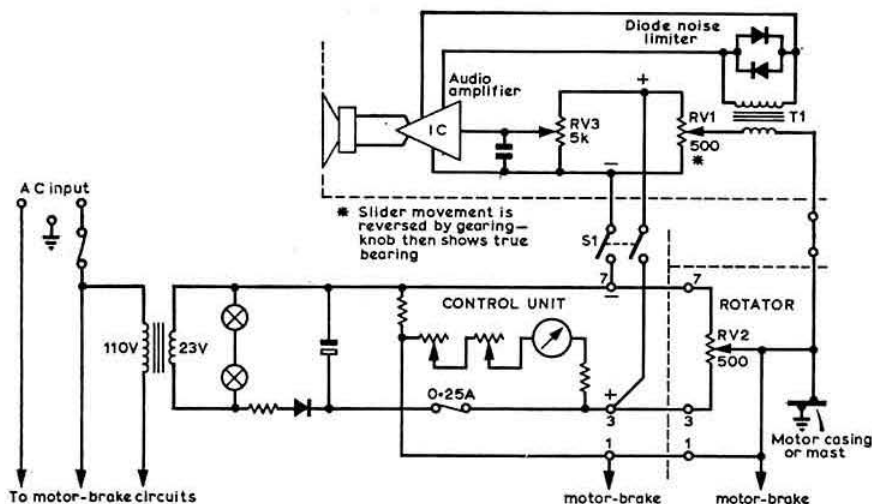 Diode noise
limiter
Audio
amplifier
IC
RV3
5k
+
RV1
500
*
T1
−
AC input
* Slider movement is
reversed by gearing—
knob then shows true
bearing
S1
7
−
7
CONTROL UNIT
ROTATOR
110V
23V
RV2
500
0·25A
+
3
3
1
1
Motor casing
or mast
To motor-brake circuits
motor-brake
motor-brake